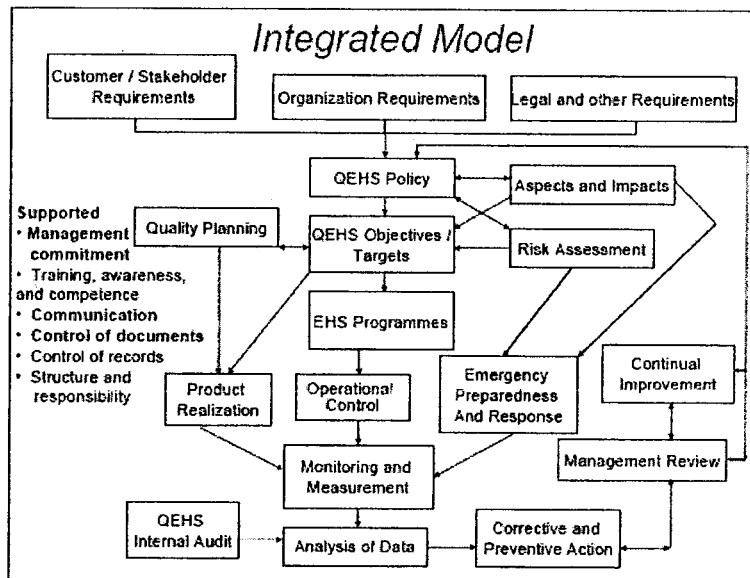 Integrated Model
Customer / Stakeholder
Requirements
Organization Requirements
Legal and other Requirements
QEHS Policy
Aspects and Impacts
Supported
• Management
commitment
• Training, awareness,
and competence
• Communication
• Control of documents
• Control of records
• Structure and
responsibility
Quality Planning
QEHS Objectives /
Targets
Risk Assessment
EHS Programmes
Product
Realization
Operational
Control
Emergency
Preparedness
And Response
Continual
Improvement
Monitoring and
Measurement
Management Review
QEHS
Internal Audit
Analysis of Data
Corrective and
Preventive Action